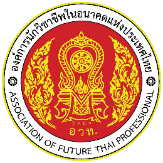 องค์การนักวิชาชีพในอนาคตแห่งประเทศไทย
อวท.
ASSOCIATION OF FUTURE THAI PROFESSIONAL